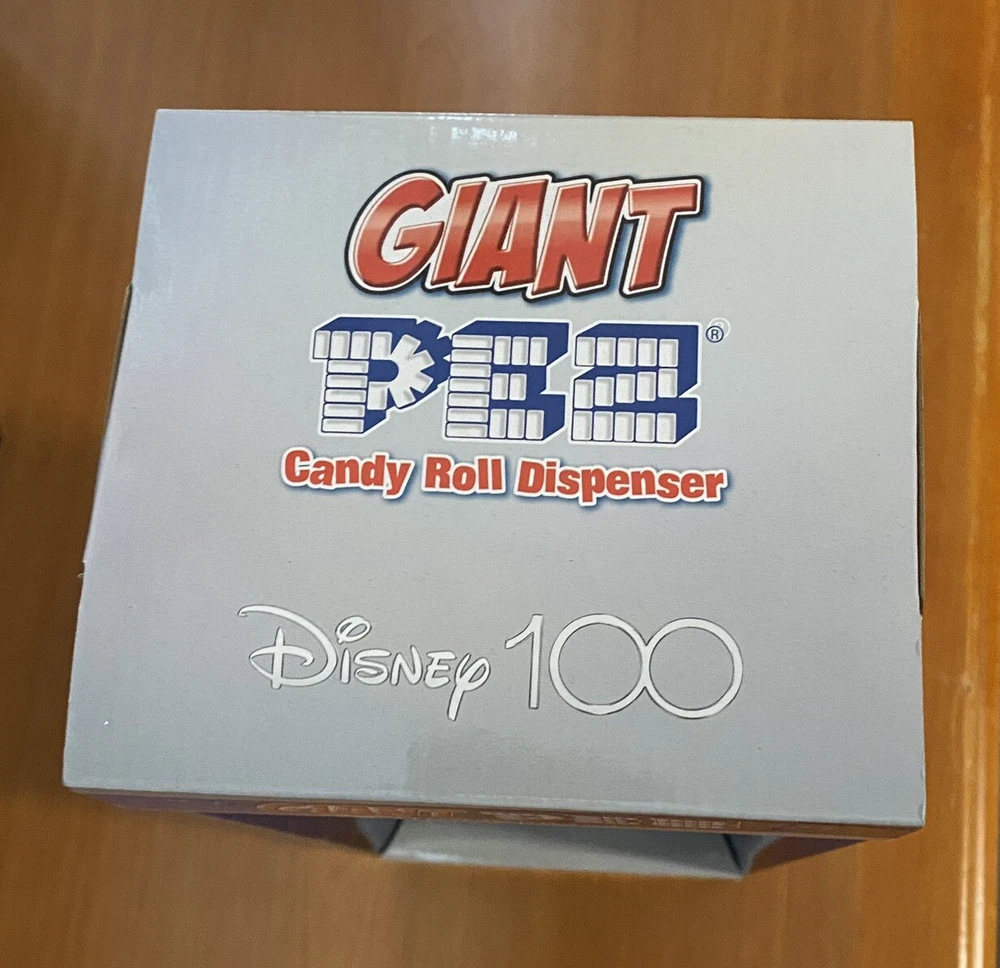 GIANT
PEZ®
Candy Roll Dispenser
Disney 100